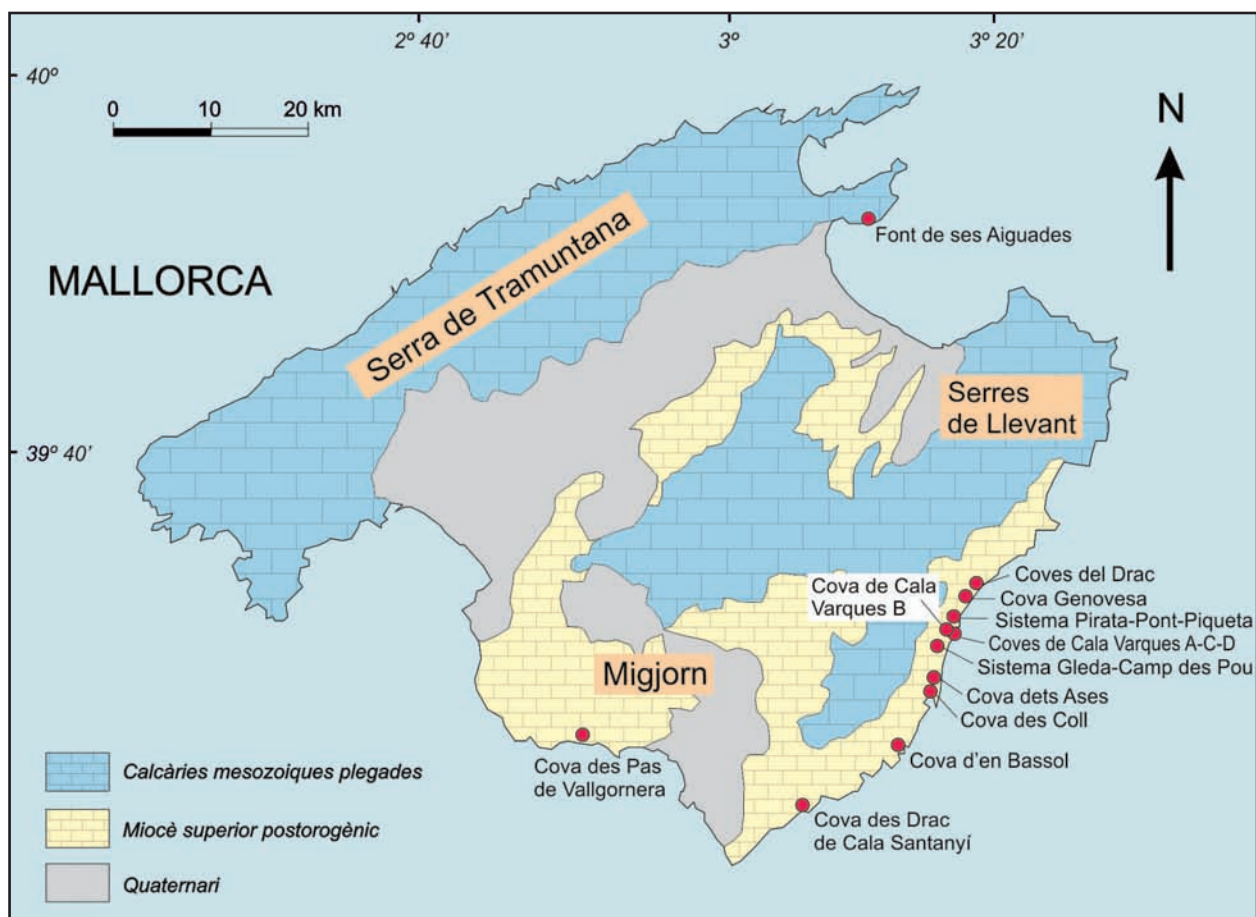 2º 40'
3º
3º 20'
40º
0 10 20 km
N
MALLORCA
Serra de Tramuntana
Font de ses Aiguades
39º 40'
Serres
de Llevant
Cova de Cala
Varques B
Coves del Drac
Cova Genovesa
Sistema Pirata-Pont-Piqueta
Coves de Cala Varques A-C-D
Sistema Gleda-Camp des Pou
Cova dets Ases
Cova des Coll
Migjorn
Cova d'en Bassol
Cova des Pas
de Vallgornera
Cova des Drac
de Cala Santanyí
Calcàries mesozoiques plegades
Miocè superior postorogènic
Quaternari